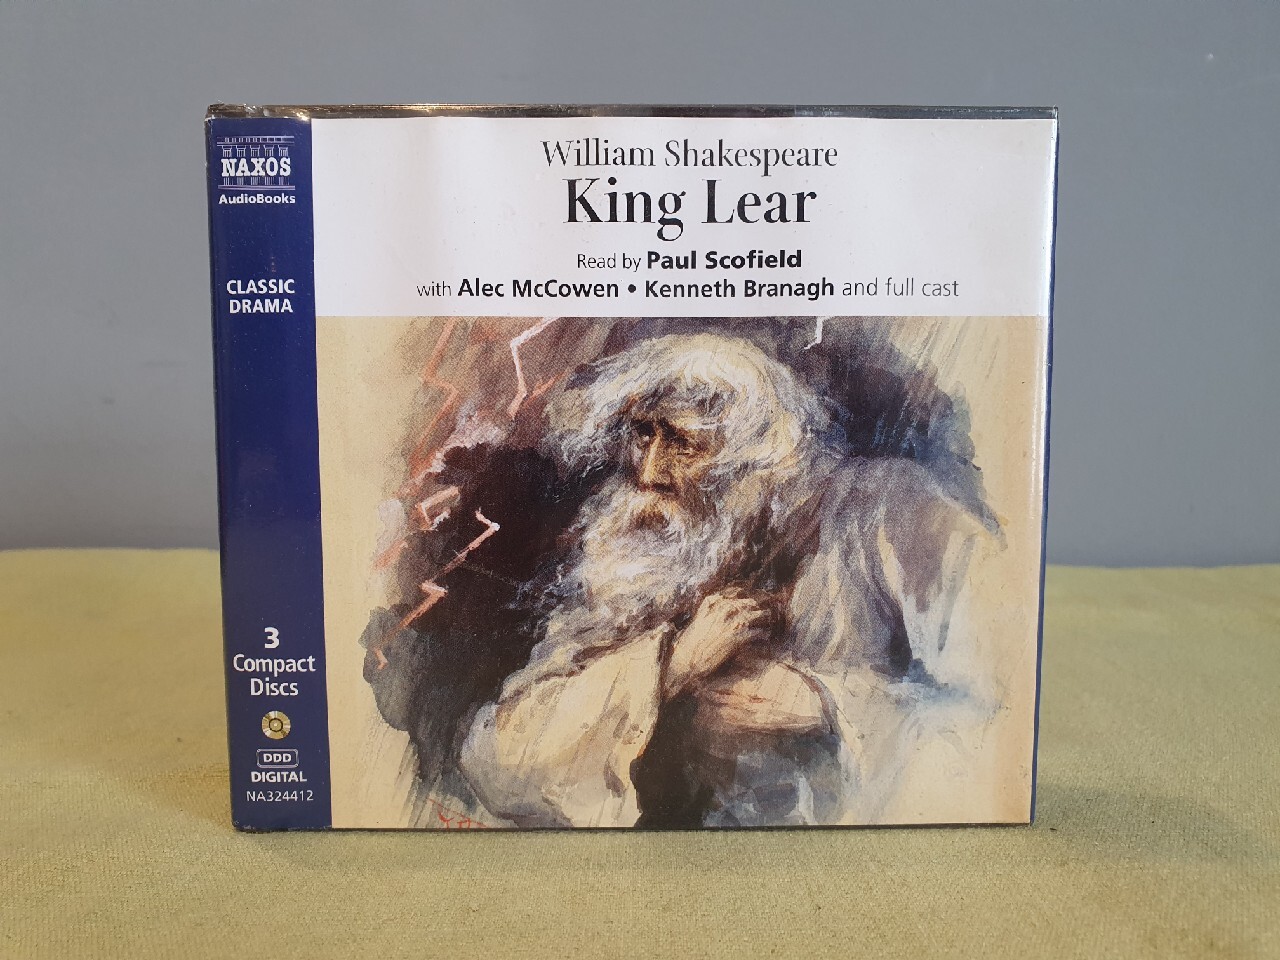 NAXOS
AudioBooks
CLASSIC
DRAMA
3
Compact
Discs
DDD
DIGITAL
NA324412
William Shakespeare
King Lear
Read by Paul Scofield
with Alec McCowen • Kenneth Branagh and full cast